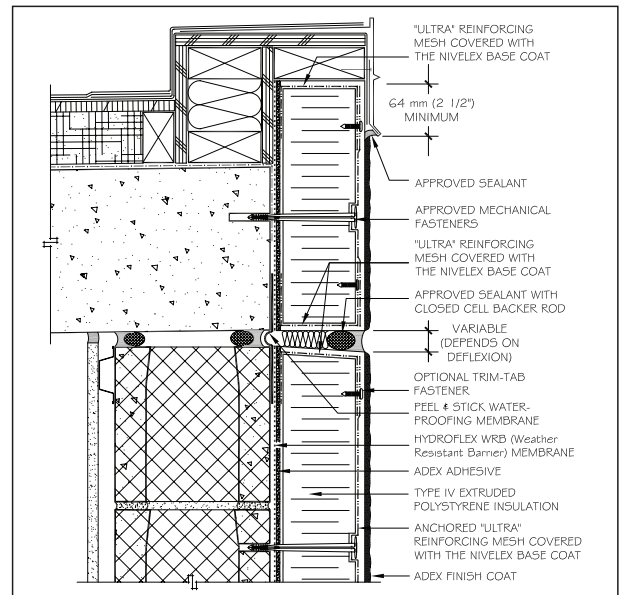 "ULTRA" REINFORCING
MESH COVERED WITH
THE NIVELEX BASE COAT
64 mm (2 1/2")
MINIMUM
APPROVED SEALANT
APPROVED MECHANICAL
FASTENERS
"ULTRA" REINFORCING
MESH COVERED WITH
THE NIVELEX BASE COAT
APPROVED SEALANT WITH
CLOSED CELL BACKER ROD
VARIABLE
(DEPENDS ON
DEFLEXION)
OPTIONAL TRIM-TAB
FASTENER
PEEL & STICK WATER-
PROOFING MEMBRANE
HYDROFLEX WRB (Weather
Resistant Barrier) MEMBRANE
ADEX ADHESIVE
TYPE IV EXTRUDED
POLYSTYRENE INSULATION
ANCHORED "ULTRA"
REINFORCING MESH COVERED
WITH THE NIVELEX BASE COAT
ADEX FINISH COAT